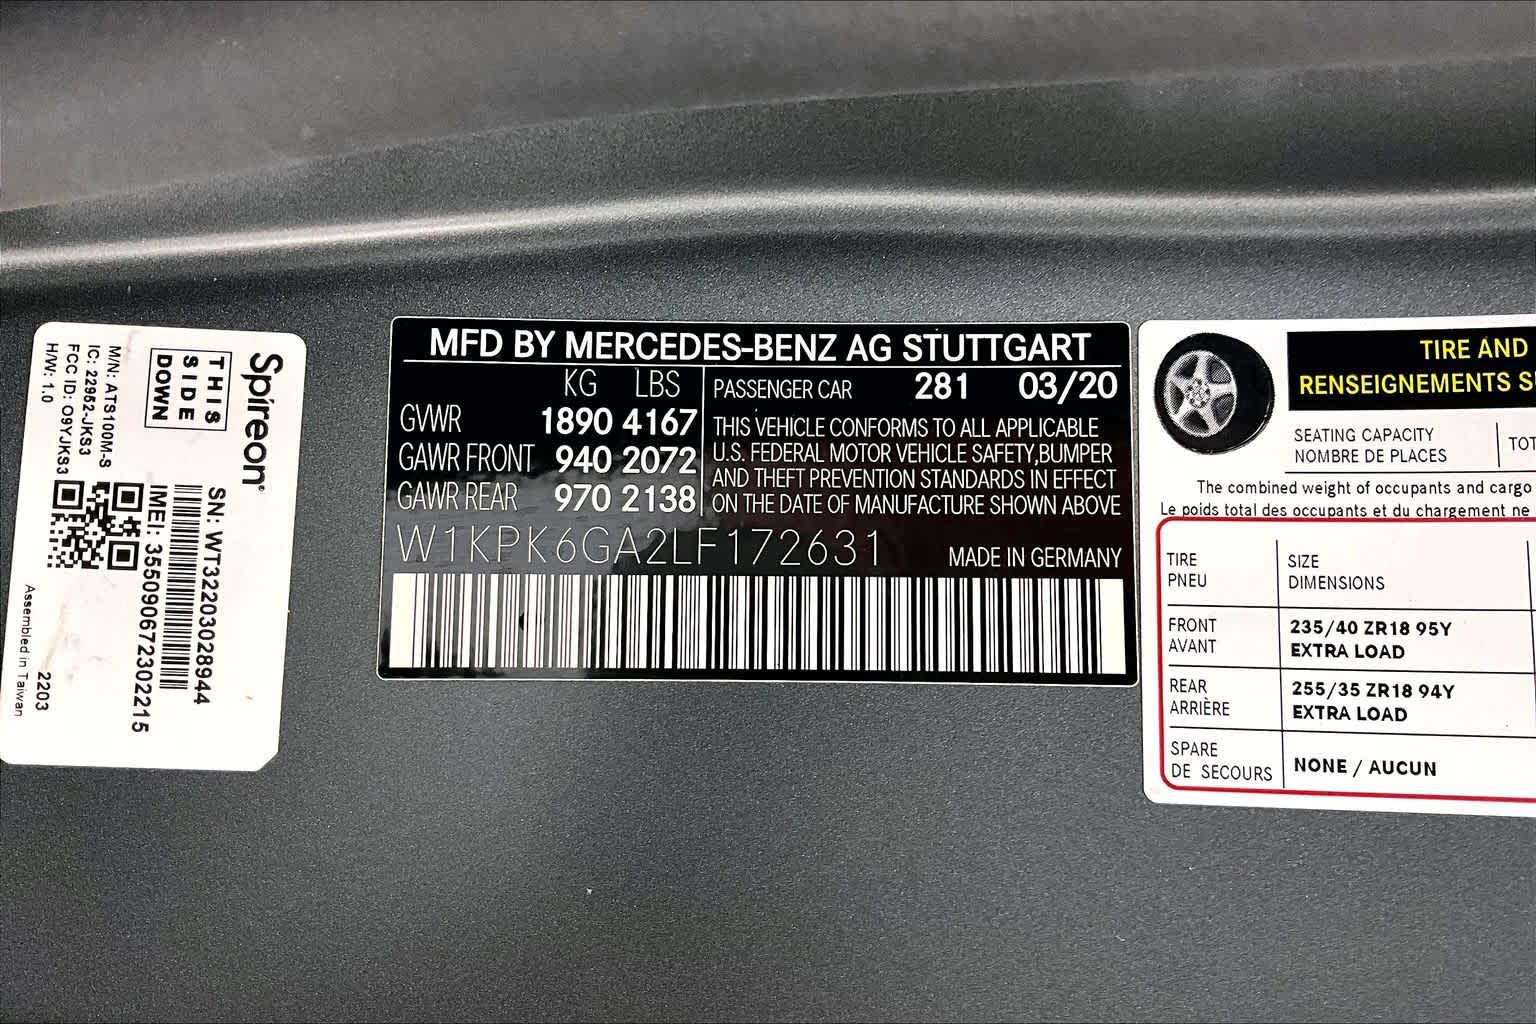 Spireon®
THIS
SIDE
DOWN
M/N: ATS100M-S
IC: 22952-JKS3
FCC ID: O9YJKS3
H/W: 1.0
SN: WT32203028944
IMEI: 355090672302215
Assembled in Taiwan
2203
MFD BY MERCEDES-BENZ AG STUTTGART
KG LBS
GVWR 1890 4167
GAWR FRONT 940 2072
GAWR REAR 970 2138
PASSENGER CAR 281 03/20
THIS VEHICLE CONFORMS TO ALL APPLICABLE
U.S. FEDERAL MOTOR VEHICLE SAFETY,BUMPER
AND THEFT PREVENTION STANDARDS IN EFFECT
ON THE DATE OF MANUFACTURE SHOWN ABOVE
W1KPK6GA2LF172631
MADE IN GERMANY
TIRE AND
RENSEIGNEMENTS S
SEATING CAPACITY
NOMBRE DE PLACES
TOT
The combined weight of occupants and cargo
Le poids total des occupants et du chargement ne
TIRE
PNEU
SIZE
DIMENSIONS
FRONT
AVANT
235/40 ZR18 95Y
EXTRA LOAD
REAR
ARRIÈRE
255/35 ZR18 94Y
EXTRA LOAD
SPARE
DE SECOURS
NONE / AUCUN